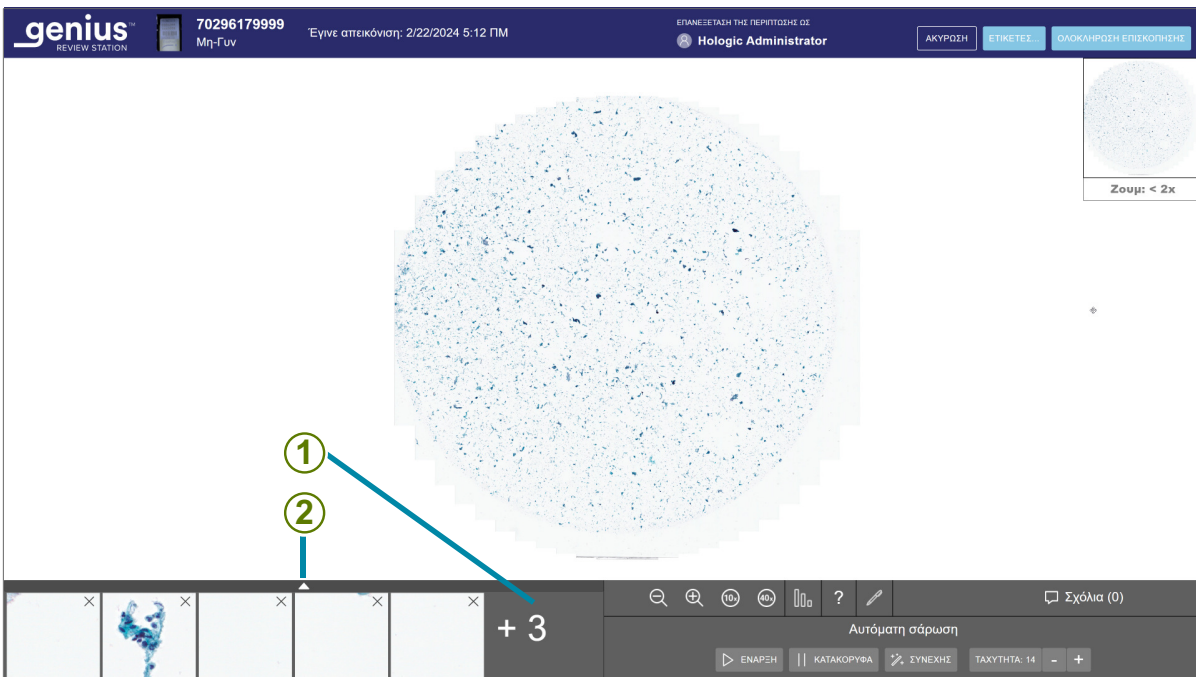 genius™
REVIEW STATION
70296179999
Μη-Γυν
Έγινε απεικόνιση: 2/22/2024 5:12 ΠΜ
ΕΠΑΝΕΞΕΤΑΣΗ ΤΗΣ ΠΕΡΙΠΤΩΣΗΣ ΩΣ
Hologic Administrator
ΑΚΥΡΩΣΗ
ΕΤΙΚΕΤΕΣ...
ΟΛΟΚΛΗΡΩΣΗ ΕΠΙΣΚΟΠΗΣΗΣ
Ζουμ: < 2x
1
2
+ 3
10x
40x
?
Σχόλια (0)
Αυτόματη σάρωση
ΕΝΑΡΞΗ
ΚΑΤΑΚΟΡΥΦΑ
ΣΥΝΕΧΗΣ
ΤΑΧΥΤΗΤΑ: 14
-
+